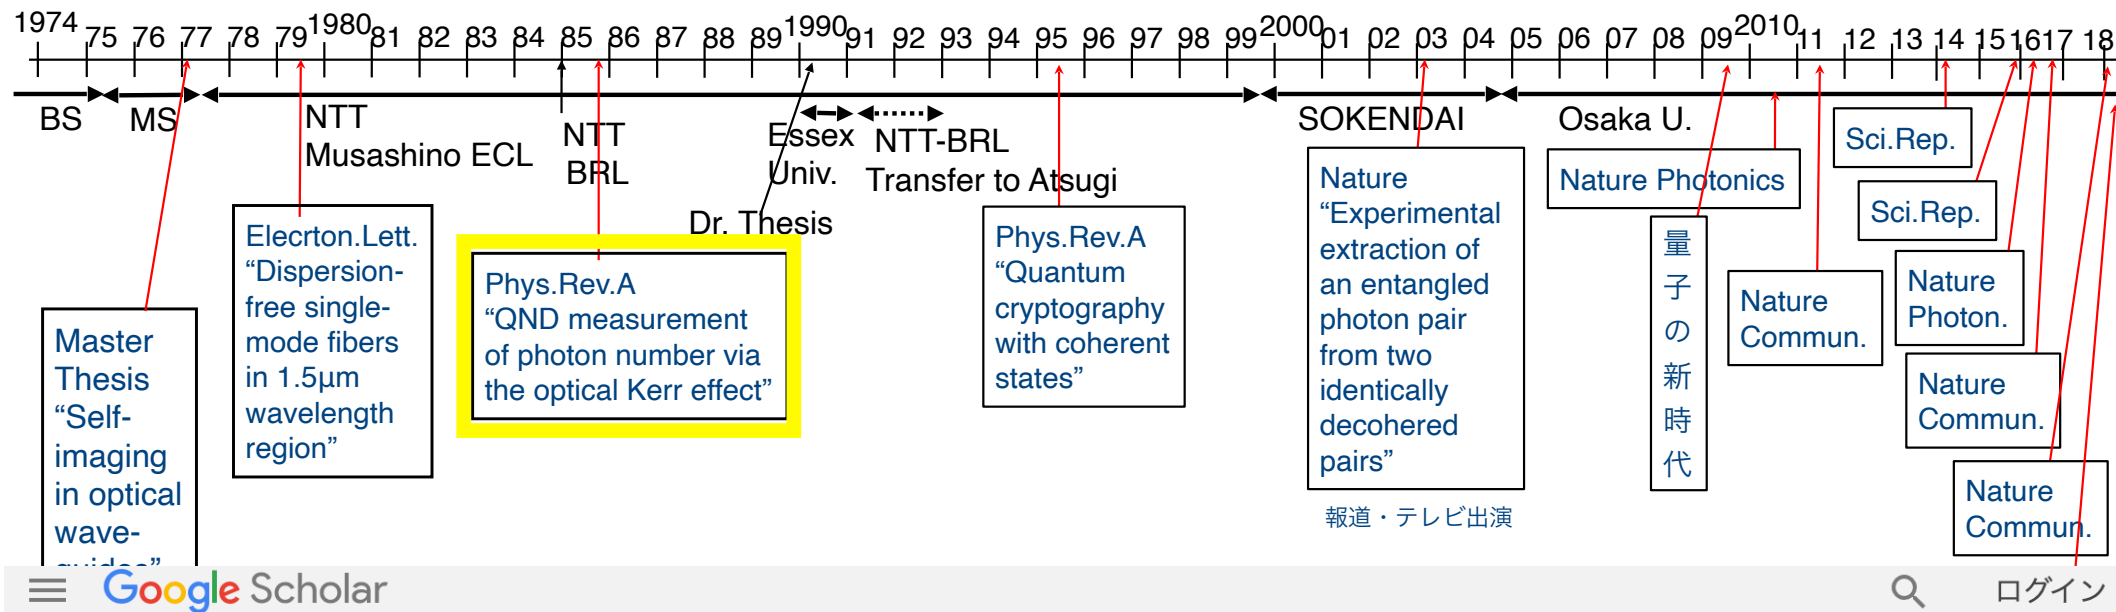 1974 75 76 77 78 79 1980 81 82 83 84 85 86 87 88 89 1990 91 92 93 94 95 96 97 98 99 2000 01 02 03 04 05 06 07 08 09 2010 11 12 13 14 15 16 17 18
BS
MS
NTT
Musashino ECL
NTT
BRL
Essex
Univ.
NTT-BRL
Transfer to Atsugi
SOKENDAI
Osaka U.
Dr. Thesis
Master
Thesis
“Self-
imaging
in optical
wave-
guides”
Elecrton.Lett.
“Dispersion-
free single-
mode fibers
in 1.5μm
wavelength
region”
Phys.Rev.A
“QND measurement
of photon number via
the optical Kerr effect”
Phys.Rev.A
“Quantum
cryptography
with coherent
states”
Nature
“Experimental
extraction of
an entangled
photon pair
from two
identically
decohered
pairs”
報道・テレビ出演
Nature Photonics
量子の新時代
Nature
Commun.
Sci.Rep.
Sci.Rep.
Nature
Photon.
Nature
Commun.
Nature
Commun.
Google Scholar
ログイン